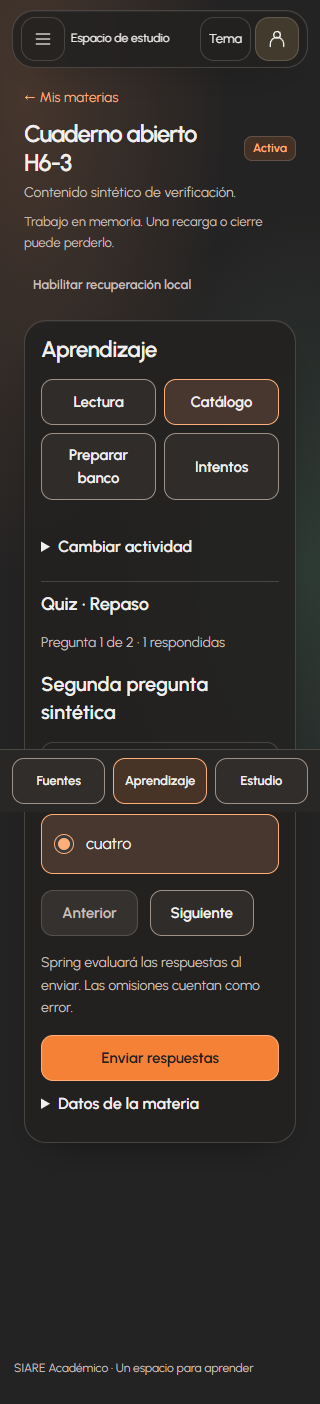 Espacio de estudio
Tema
← Mis materias
Cuaderno abierto
H6-3
Activa
Contenido sintético de verificación.
Trabajo en memoria. Una recarga o cierre
puede perderlo.
Habilitar recuperación local
Aprendizaje
Lectura
Catálogo
Preparar
banco
Intentos
▶ Cambiar actividad
Quiz · Repaso
Pregunta 1 de 2 · 1 respondidas
Segunda pregunta
sintética
Fuentes
Aprendizaje
Estudio
cuatro
Anterior
Siguiente
Spring evaluará las respuestas al
enviar. Las omisiones cuentan como
error.
Enviar respuestas
▶ Datos de la materia
SIARE Académico · Un espacio para aprender